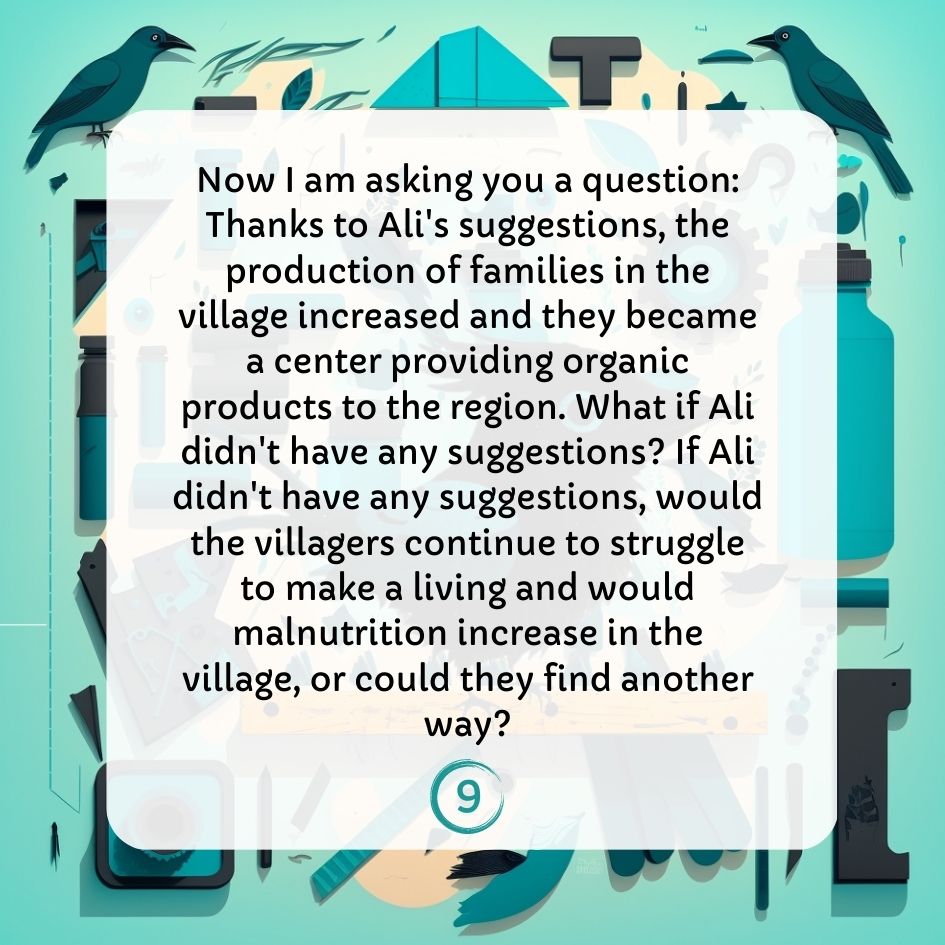 Now I am asking you a question:
Thanks to Ali's suggestions, the
production of families in the
village increased and they became
a center providing organic
products to the region. What if Ali
didn't have any suggestions? If Ali
didn't have any suggestions, would
the villagers continue to struggle
to make a living and would
malnutrition increase in the
village, or could they find another
way?
9